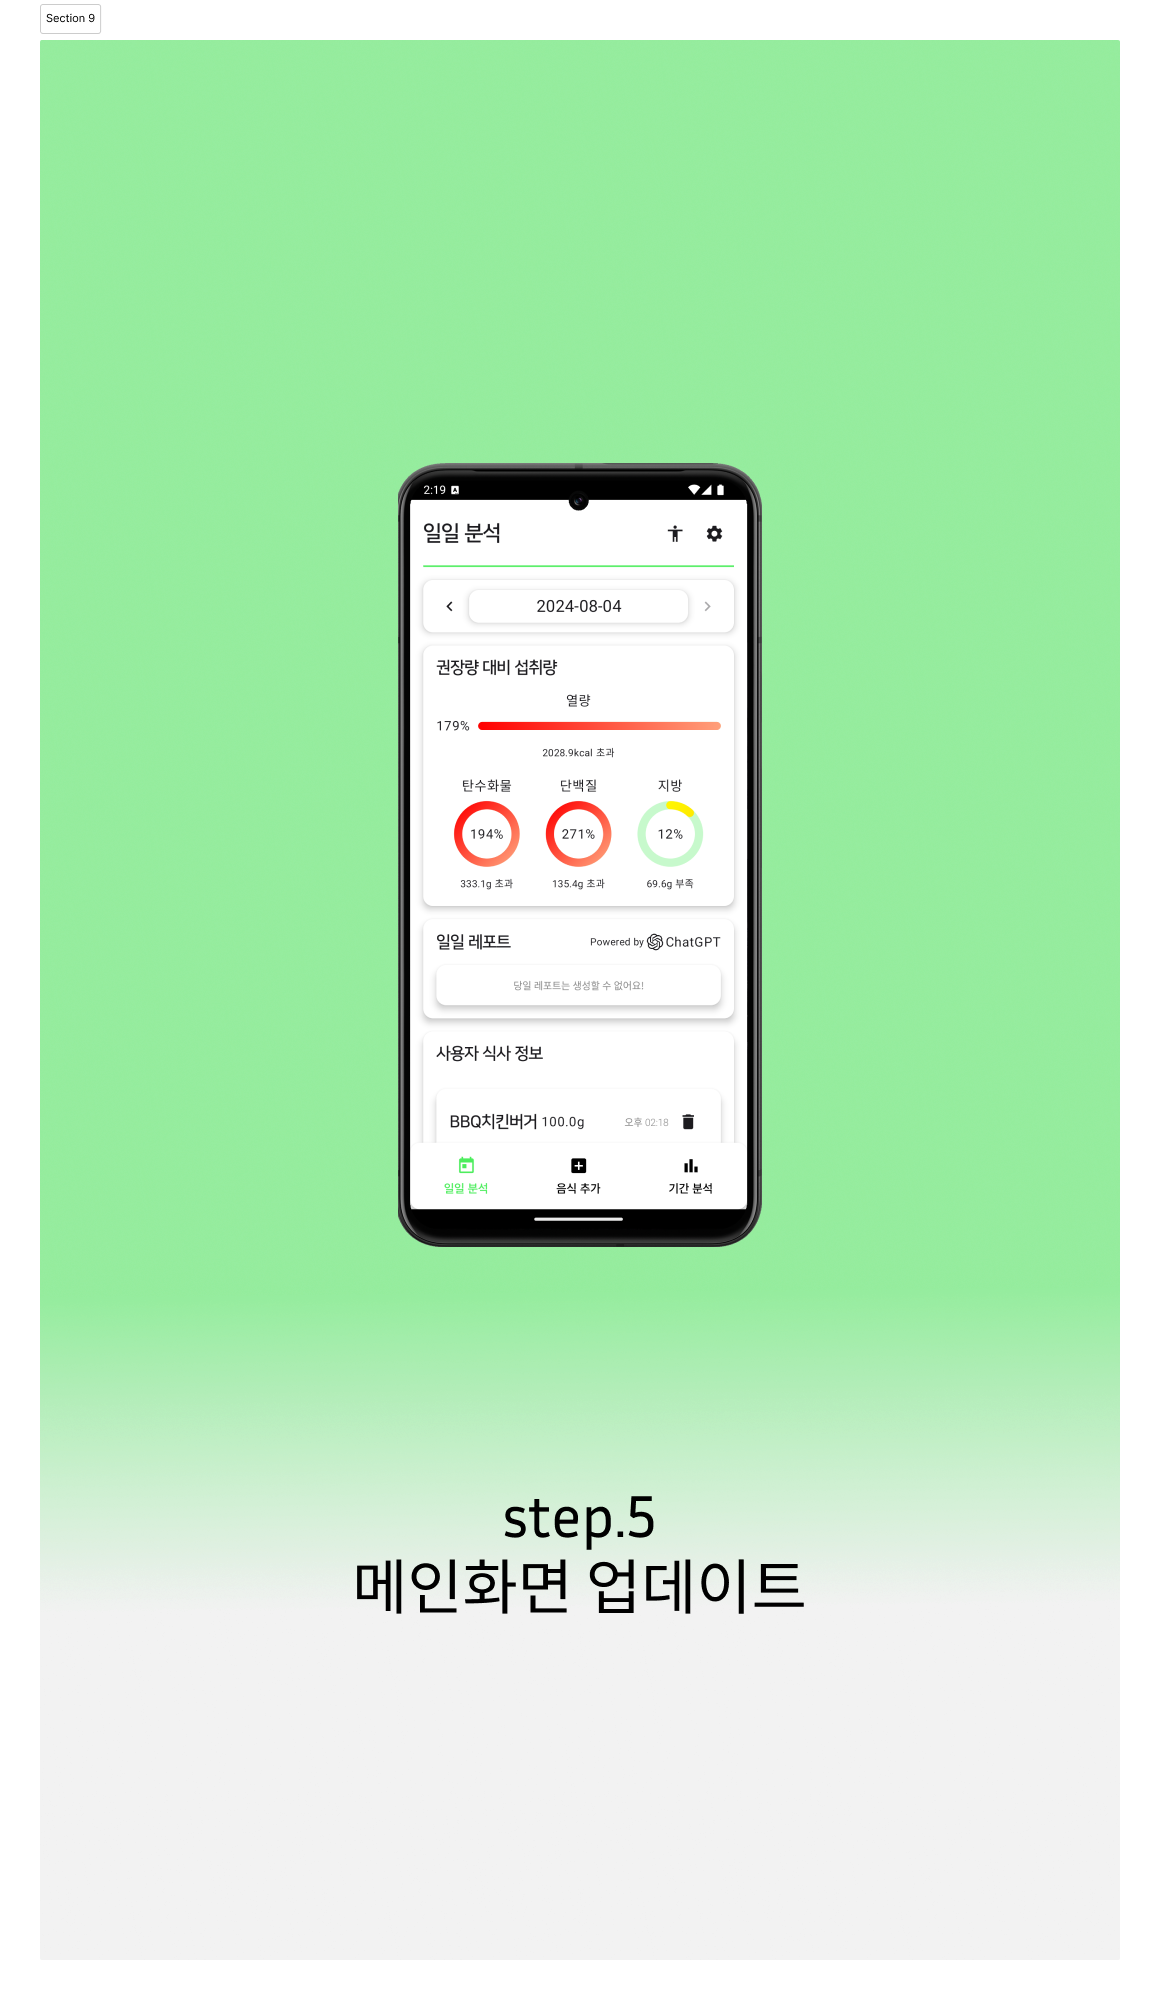 Section 9
2:19
일일 분석
2024-08-04
권장량 대비 섭취량
열량
179%
2028.9kcal 초과
탄수화물 단백질 지방
194% 271% 12%
333.1g 초과 135.4g 초과 69.6g 부족
일일 레포트 Powered by ChatGPT
당일 레포트는 생성할 수 없어요!
사용자 식사 정보
BBQ치킨버거 100.0g 오후 02:18
일일 분석 음식 추가 기간 분석
step.5
메인화면 업데이트